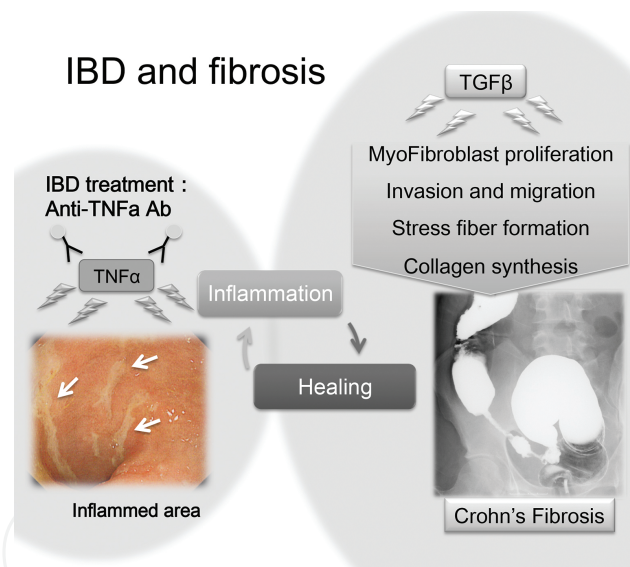 IBD and fibrosis
TGFβ
MyoFibroblast proliferation
Invasion and migration
Stress fiber formation
Collagen synthesis
IBD treatment :
Anti-TNFa Ab
TNFα
Inflammation
Healing
Inflammed area
Crohn's Fibrosis